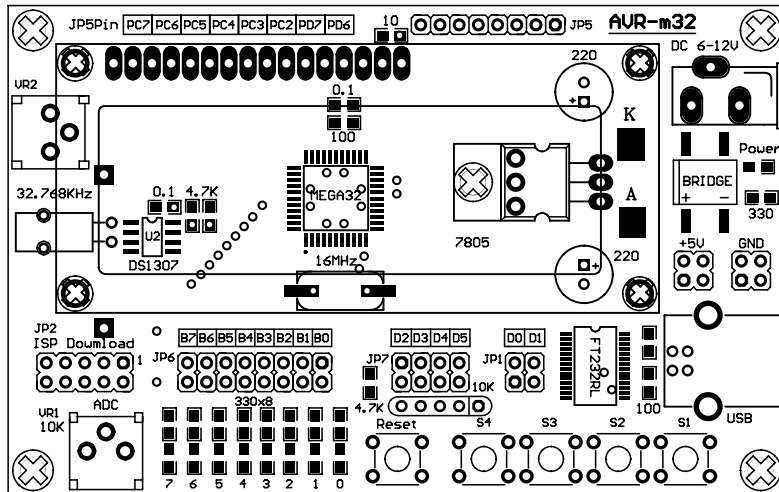 JP5Pin PC7 PC6 PC5 PC4 PC3 PC2 PD7 PD6
10
JP5
AVR-m32
DC 6-12V
VR2
220
+
0.1
100
K
Power
32.768KHz
0.1 4.7K
MEGA32
BRIDGE
+ -
A
330
U2
DS1307
7805
+5V GND
16MHz
220
+
JP2
ISP Dowmload
1
B7 B6 B5 B4 B3 B2 B1 B0
JP6
D2 D3 D4 D5
JP7
D0 D1
JP1
FT232RL
10K
4.7K
100
USB
VR1
10K
ADC
330x8
Reset S4 S3 S2 S1
7 6 5 4 3 2 1 0